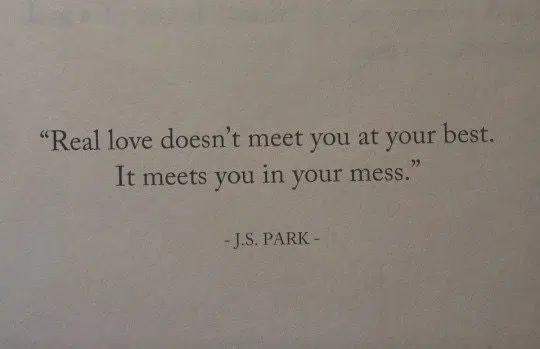 “Real love doesn’t meet you at your best.
It meets you in your mess.”
- J.S. PARK -